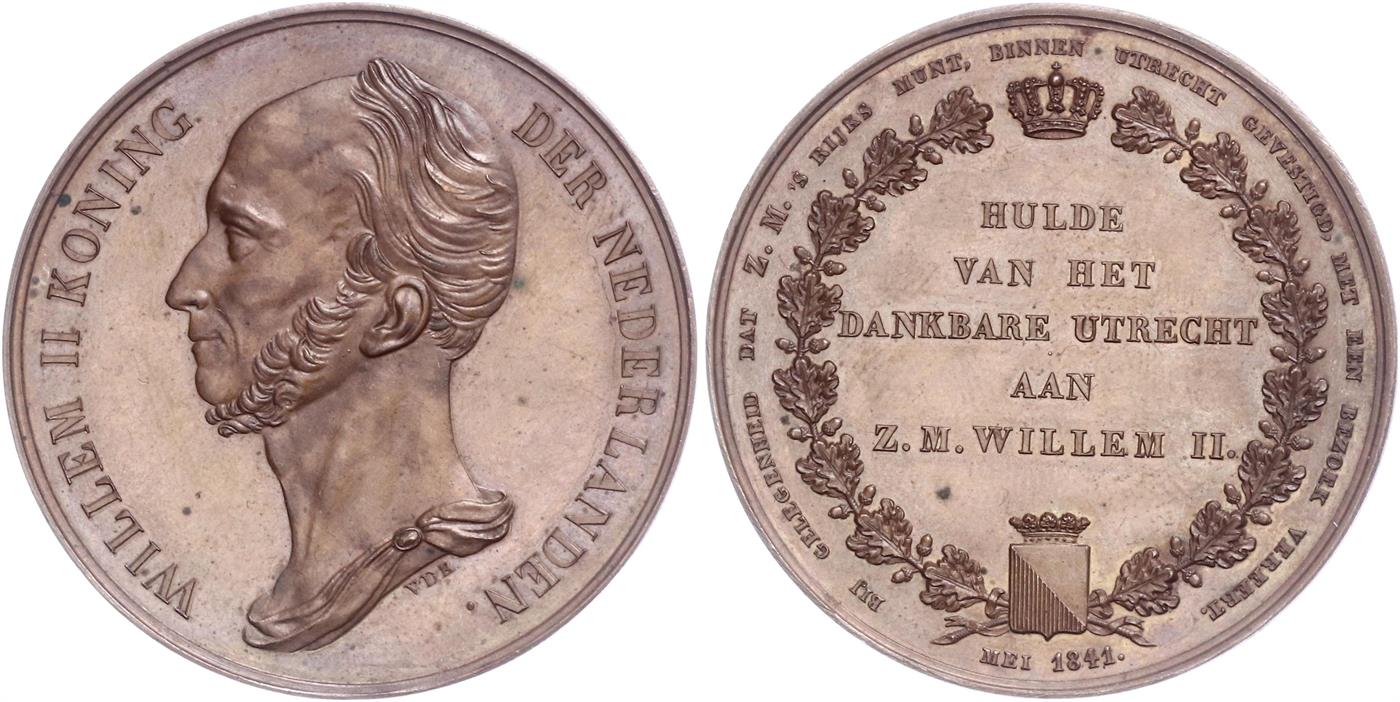 WILLEM II KONING DER NEDERLANDEN.
BIJ GELEGENHEID DAT Z. M.'S RIJKS MUNT, BINNEN UTRECHT GEVESTIGD, MET EEN BEZOEK VEREERT.
HULDE
VAN HET
DANKBARE UTRECHT
AAN
Z. M. WILLEM II.
MEI 1841.